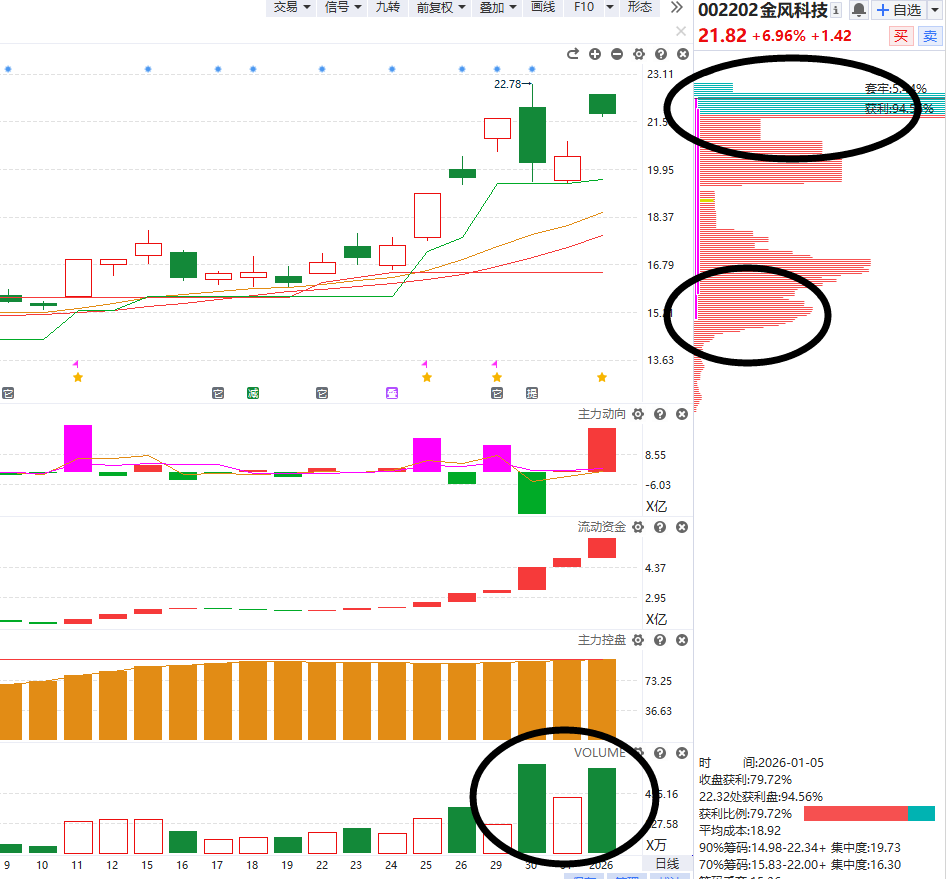 交易 信号 九转 前复权 叠加 画线 F10 形态
002202金风科技
自选
21.82 +6.96% +1.42
买 卖
22.78
23.11
19.95
18.37
16.79
13.63
套牢:5.44%
获利:94.56%
主力动向
8.55
-6.03
X亿
流动资金
4.37
2.95
X亿
主力控盘
73.25
36.63
VOLUME
X万
9 10 11 12 15 16 17 18 19 22 23 24 25 26 29 30 2026
日线
时 间:2026-01-05
收盘获利:79.72%
22.32处获利盘:94.56%
获利比例:79.72%
平均成本:18.92
90%筹码:14.98-22.34+ 集中度:19.73
70%筹码:15.83-22.00+ 集中度:16.30